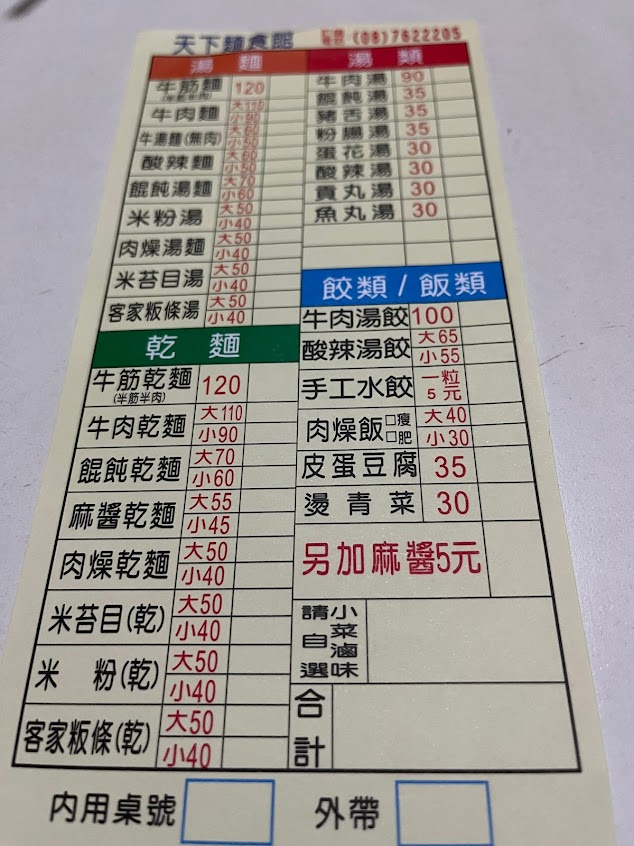 天下麵食館
(08)7622205
湯 麵
牛筋麵 120
(半筋半肉)
牛肉麵 大110 小90
牛湯麵(無肉) 大60 小50
酸辣麵 大60 小50
餛飩湯麵 大70 小60
米粉湯 大50 小40
肉燥湯麵 大50 小40
米苔目湯 大50 小40
客家粄條湯 大50 小40
乾 麵
牛筋乾麵 120
(半筋半肉)
牛肉乾麵 大110 小90
餛飩乾麵 大70 小60
麻醬乾麵 大55 小45
肉燥乾麵 大50 小40
米苔目(乾) 大50 小40
米 粉(乾) 大50 小40
客家粄條(乾) 大50 小40
湯 類
牛肉湯 90
餛飩湯 35
豬舌湯 35
粉腸湯 35
蛋花湯 30
酸辣湯 30
貢丸湯 30
魚丸湯 30
餃類 / 飯類
牛肉湯餃 100
酸辣湯餃 大65 小55
手工水餃 一粒5元
肉燥飯 □瘦 □肥 大40 小30
皮蛋豆腐 35
燙青菜 30
另加麻醬5元
小菜滷味
請自選
合計
內用桌號
外帶